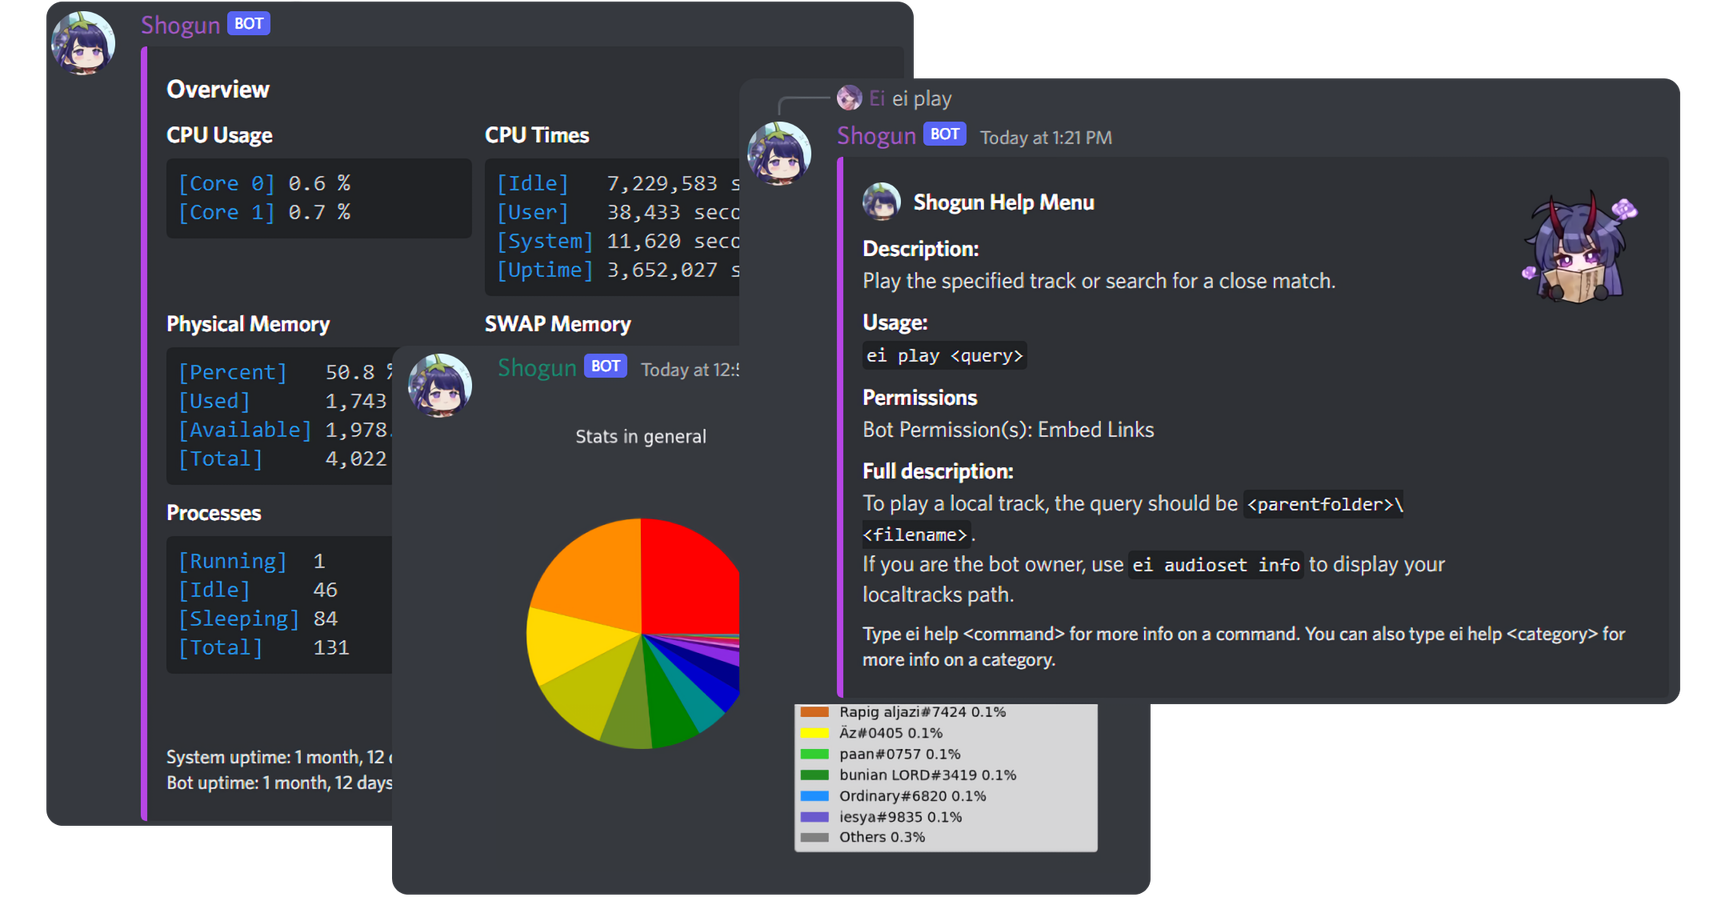 Shogun BOT
Overview
CPU Usage
[Core 0] 0.6 %
[Core 1] 0.7 %
CPU Times
[Idle] 7,229,583
[User] 38,433
[System] 11,620
[Uptime] 3,652,027
Physical Memory
[Percent] 50.8
[Used] 1,743
[Available] 1,978
[Total] 4,022
SWAP Memory
Processes
[Running] 1
[Idle] 46
[Sleeping] 84
[Total] 131
System uptime: 1 month, 12
Bot uptime: 1 month, 12 days
Shogun BOT Today at 12:5
Stats in general
Rapig aljazi#7424 0.1%
Äz#0405 0.1%
paan#0757 0.1%
bunian LORD#3419 0.1%
Ordinary#6820 0.1%
iesya#9835 0.1%
Others 0.3%
Ei ei play
Shogun BOT Today at 1:21 PM
Shogun Help Menu
Description:
Play the specified track or search for a close match.
Usage:
ei play <query>
Permissions
Bot Permission(s): Embed Links
Full description:
To play a local track, the query should be <parentfolder>\
<filename>.
If you are the bot owner, use ei audioset info to display your
localtracks path.
Type ei help <command> for more info on a command. You can also type ei help <category> for
more info on a category.